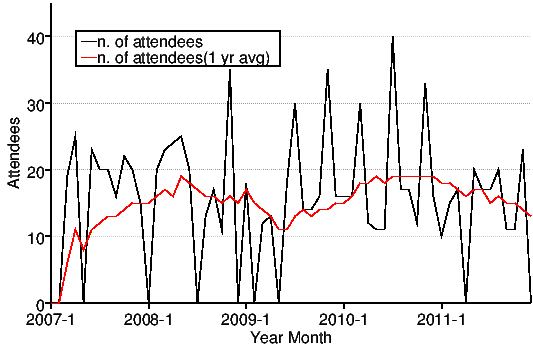 40
n. of attendees
n. of attendees(1 yr avg)
30
Attendees
20
10
0
2007-1 2008-1 2009-1 2010-1 2011-1
Year Month